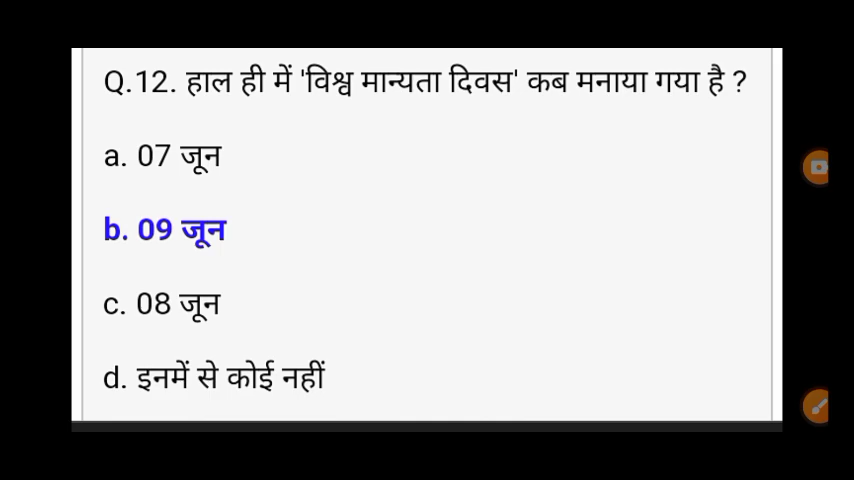 Q.12. हाल ही में 'विश्व मान्यता दिवस' कब मनाया गया है ?
a. 07 जून
b. 09 जून
c. 08 जून
d. इनमें से कोई नहीं